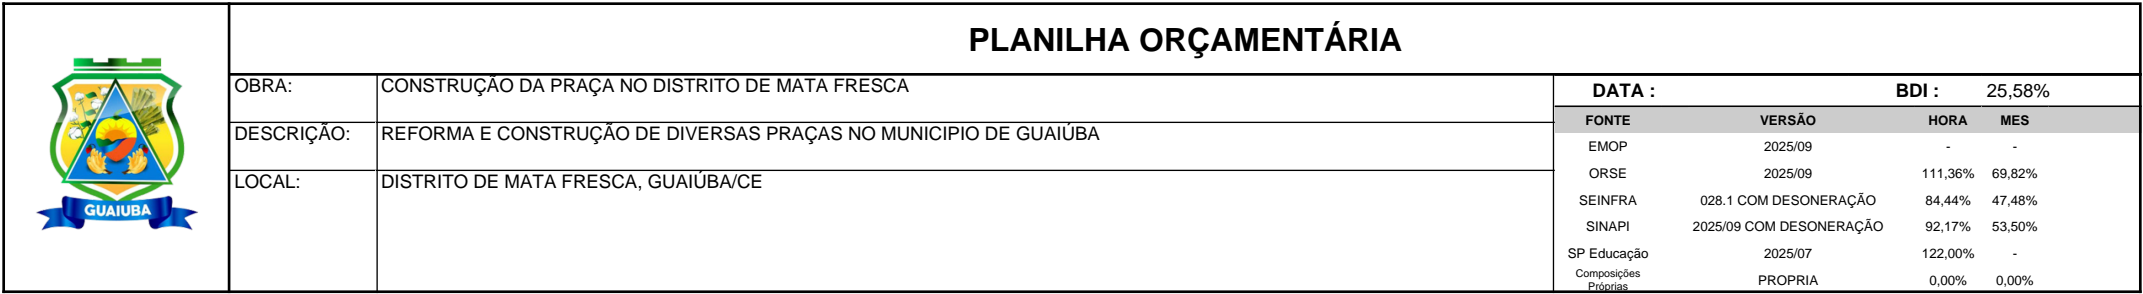 PLANILHA ORÇAMENTÁRIA
GUAIUBA
OBRA: CONSTRUÇÃO DA PRAÇA NO DISTRITO DE MATA FRESCA
DESCRIÇÃO: REFORMA E CONSTRUÇÃO DE DIVERSAS PRAÇAS NO MUNICIPIO DE GUAIÚBA
LOCAL: DISTRITO DE MATA FRESCA, GUAIÚBA/CE
DATA : BDI : 25,58%
FONTE VERSÃO HORA MES
EMOP 2025/09 - -
ORSE 2025/09 111,36% 69,82%
SEINFRA 028.1 COM DESONERAÇÃO 84,44% 47,48%
SINAPI 2025/09 COM DESONERAÇÃO 92,17% 53,50%
SP Educação 2025/07 122,00% -
Composições Próprias PROPRIA 0,00% 0,00%